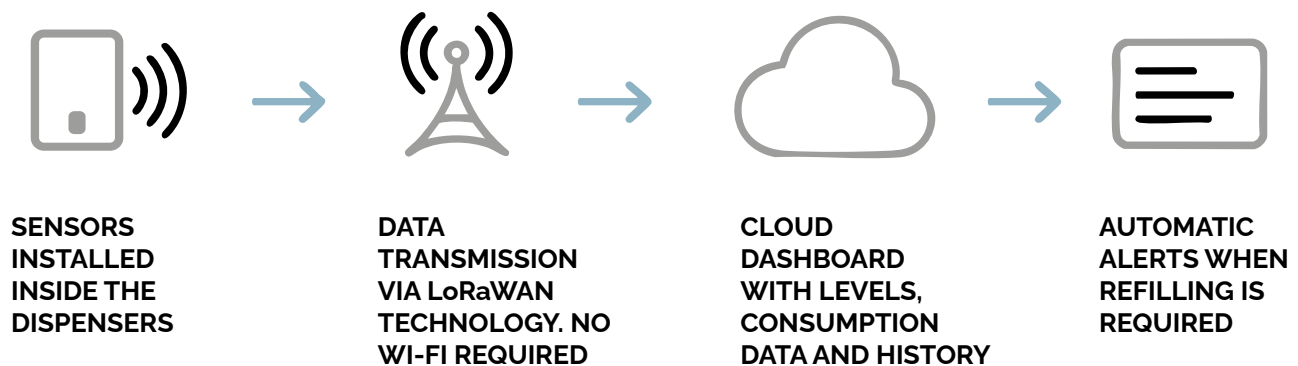 SENSORS
INSTALLED
INSIDE THE
DISPENSERS
DATA
TRANSMISSION
VIA LoRaWAN
TECHNOLOGY. NO
WI-FI REQUIRED
CLOUD
DASHBOARD
WITH LEVELS,
CONSUMPTION
DATA AND HISTORY
AUTOMATIC
ALERTS WHEN
REFILLING IS
REQUIRED